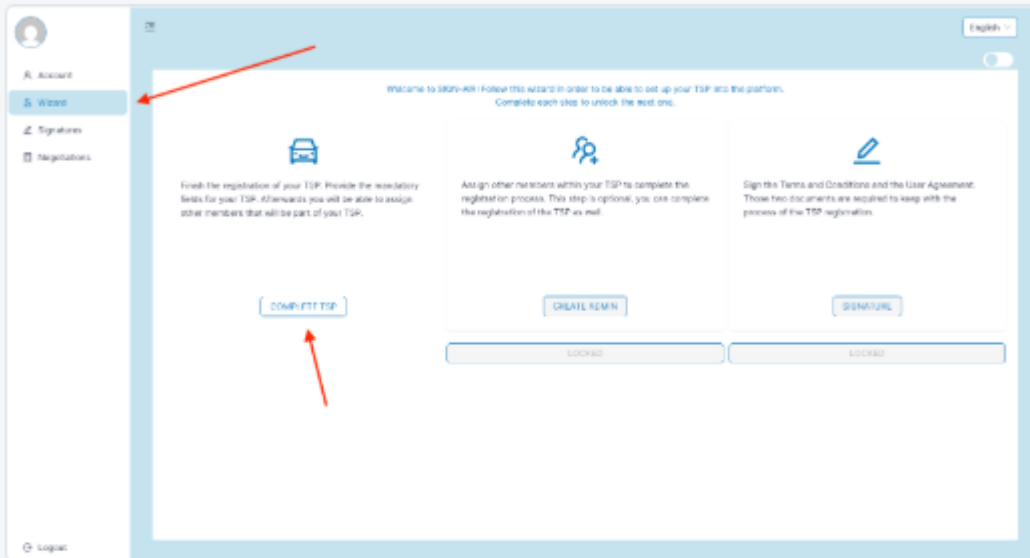 English
Account
Wizard
Signatures
Negotiations
Welcome to SIGN-AIR! Follow this wizard in order to be able to set up your TSP into the platform.
Complete each step to unlock the next one.
Finish the registration of your TSP. Provide the mandatory
fields for your TSP. Afterwards you will be able to assign
other members that will be part of your TSP.
COMPLETE TSP
Assign other members within your TSP to complete the
registration process. This step is optional, you can complete
the registration of the TSP as well.
CREATE ADMIN
LOCKED
Sign the Terms and Conditions and the User Agreement.
Those two documents are required to keep with the
process of the TSP registration.
SIGNATURE
LOCKED
Logout